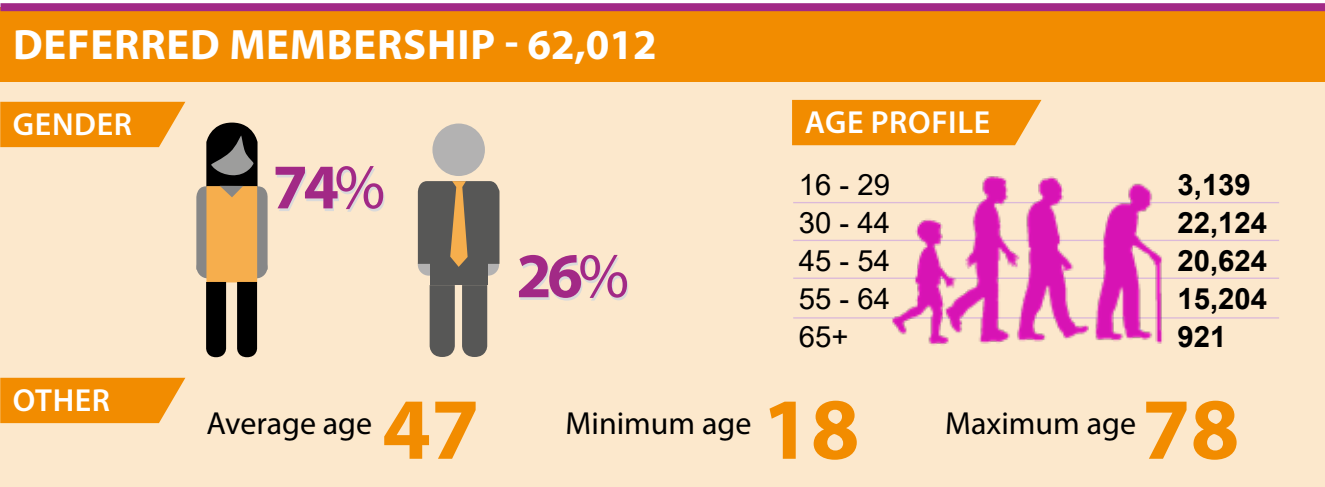 DEFERRED MEMBERSHIP - 62,012
GENDER
74%
26%
AGE PROFILE
16 - 29 3,139
30 - 44 22,124
45 - 54 20,624
55 - 64 15,204
65+ 921
OTHER
Average age 47 Minimum age 18 Maximum age 78